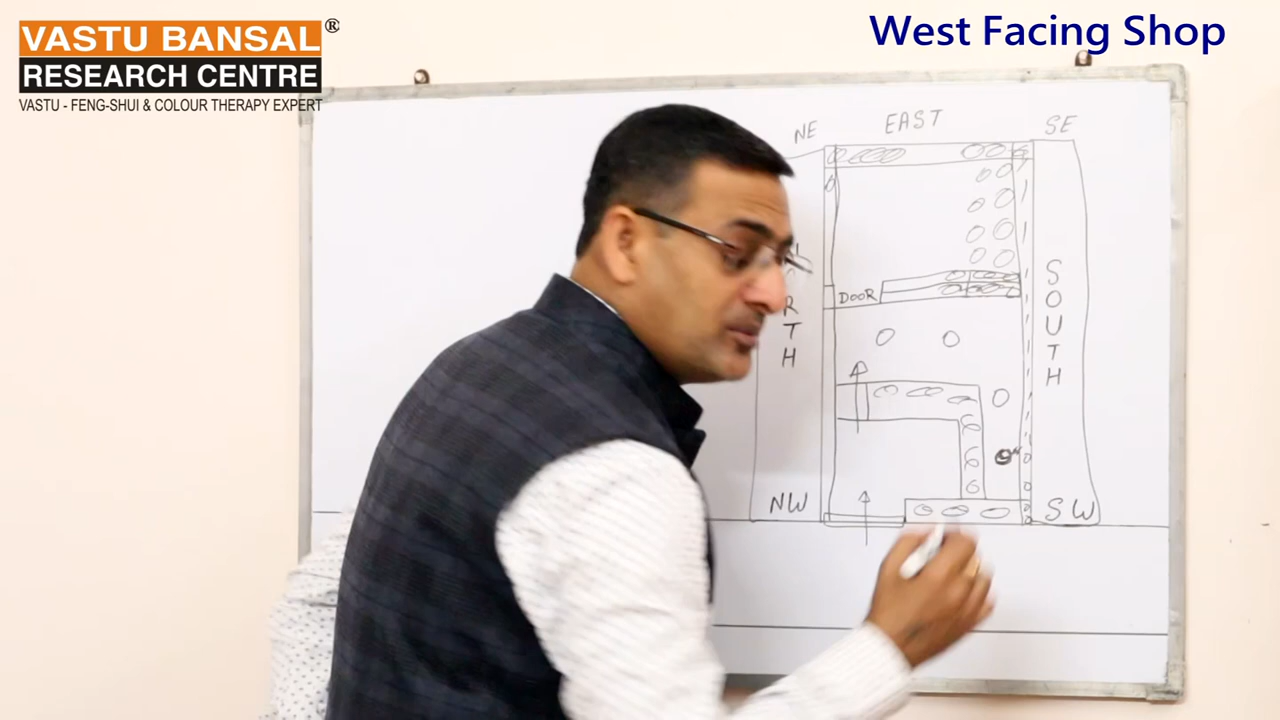 VASTU BANSAL®
RESEARCH CENTRE
VASTU - FENG-SHUI & COLOUR THERAPY EXPERT
West Facing Shop
NE
EAST
SE
R
T
H
DOOR
S
O
U
T
H
NW
SW